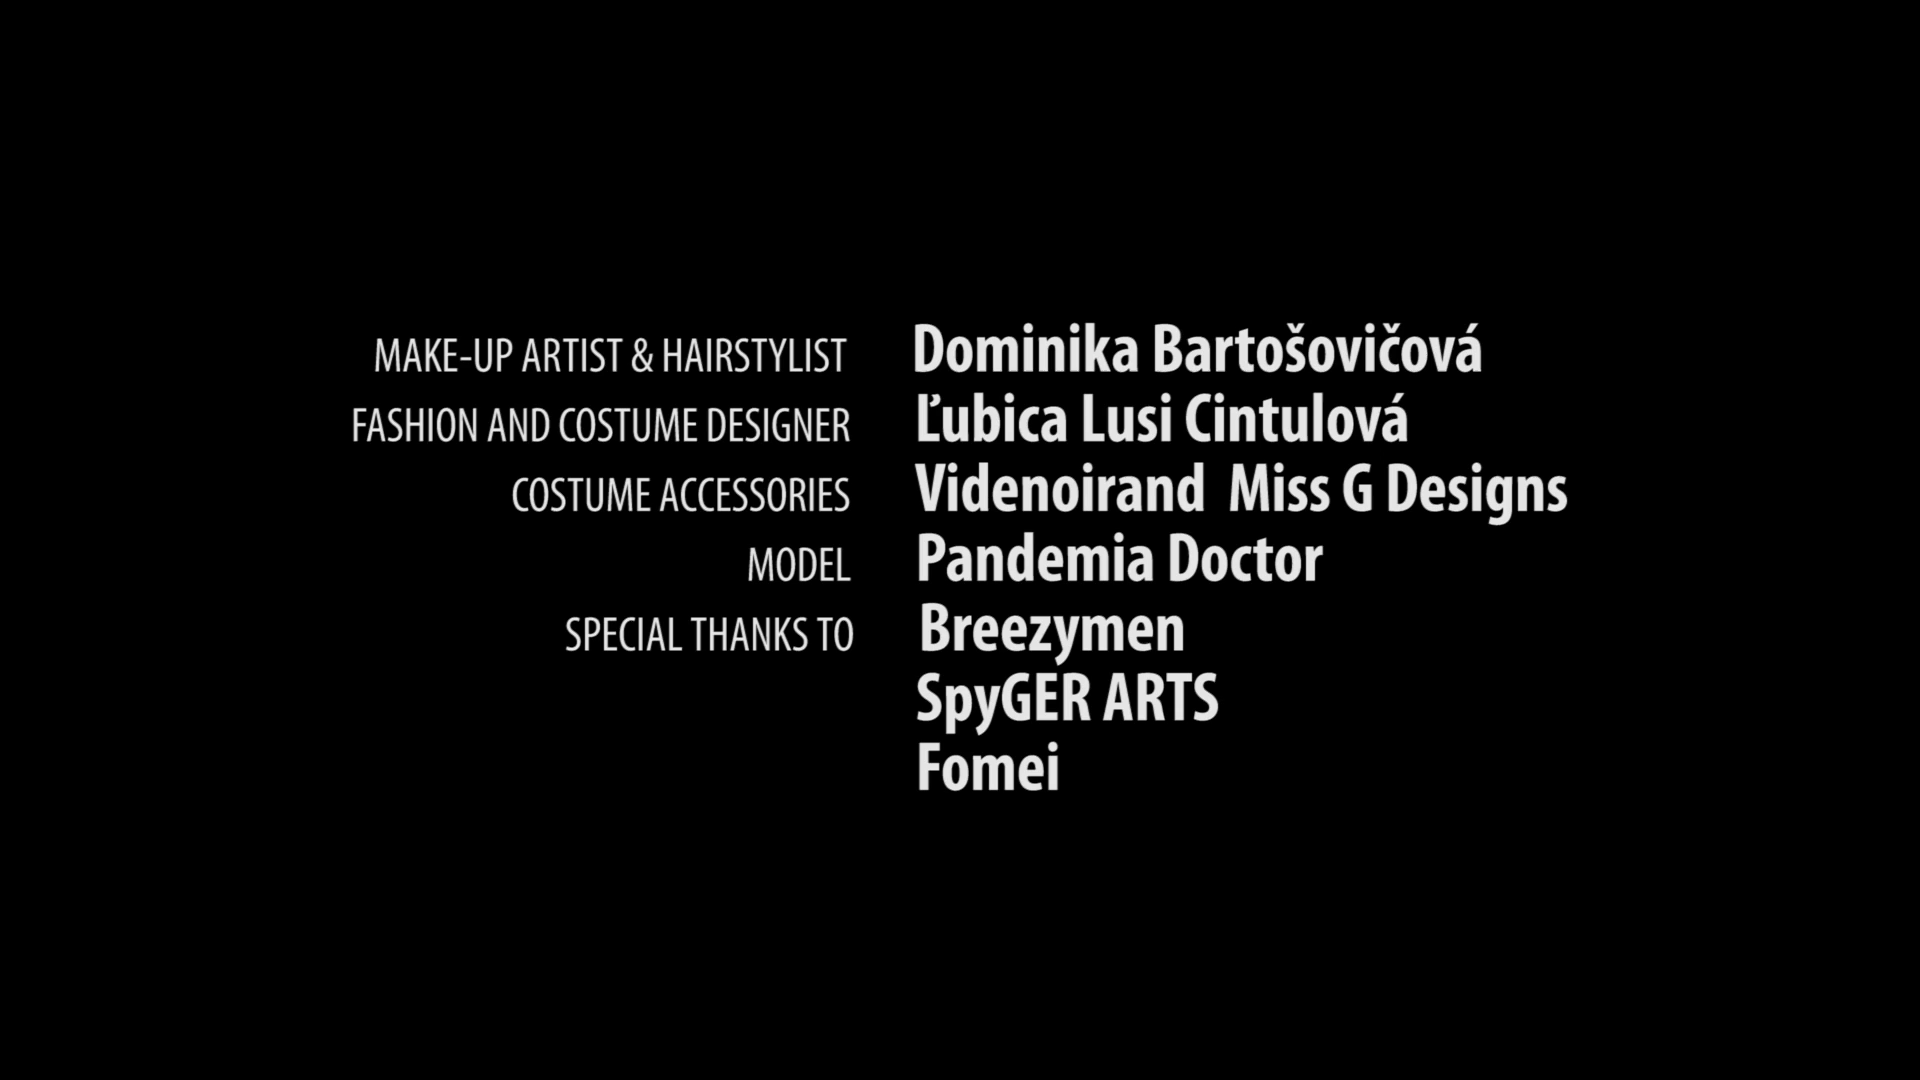 MAKE-UP ARTIST & HAIRSTYLIST Dominika Bartošovičová
FASHION AND COSTUME DESIGNER Ľubica Lusi Cintulová
COSTUME ACCESSORIES Videnoirand Miss G Designs
MODEL Pandemia Doctor
SPECIAL THANKS TO Breezymen
SpyGER ARTS
Fomei